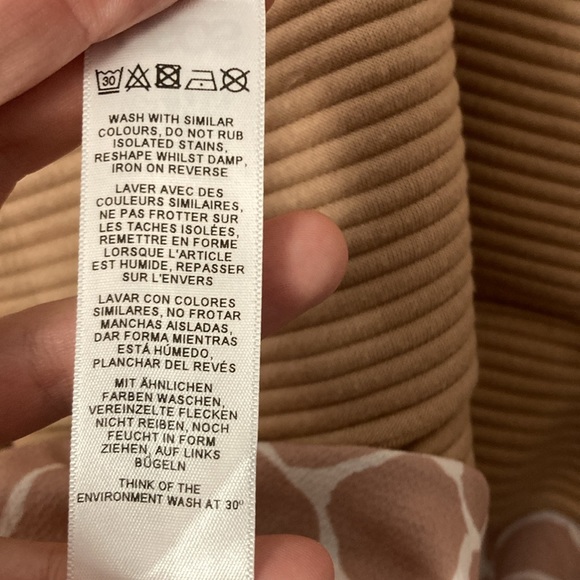 30
WASH WITH SIMILAR
COLOURS, DO NOT RUB
ISOLATED STAINS,
RESHAPE WHILST DAMP,
IRON ON REVERSE
LAVER AVEC DES
COULEURS SIMILAIRES,
NE PAS FROTTER SUR
LES TACHES ISOLÉES,
REMETTRE EN FORME
LORSQUE L'ARTICLE
EST HUMIDE, REPASSER
SUR L'ENVERS
LAVAR CON COLORES
SIMILARES, NO FROTAR
MANCHAS AISLADAS,
DAR FORMA MIENTRAS
ESTÁ HÚMEDO,
PLANCHAR DEL REVÉS
MIT ÄHNLICHEN
FARBEN WASCHEN,
VEREINZELTE FLECKEN
NICHT REIBEN, NOCH
FEUCHT IN FORM
ZIEHEN, AUF LINKS
BÜGELN
THINK OF THE
ENVIRONMENT WASH AT 30°